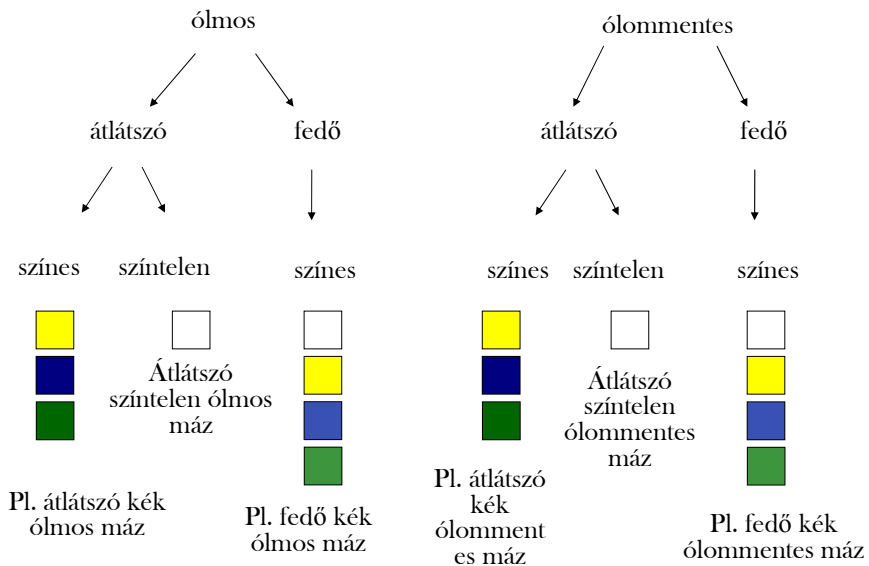 ólmos
ólommentes
átlátszó
fedő
átlátszó
fedő
színes
színtelen
színes
színes
színtelen
színes
Átlátszó
színtelen ólmos
máz
Átlátszó
színtelen
ólommentes
máz
Pl. átlátszó kék
ólmos máz
Pl. fedő kék
ólmos máz
Pl. átlátszó
kék
ólomment
es máz
Pl. fedő kék
ólommentes máz